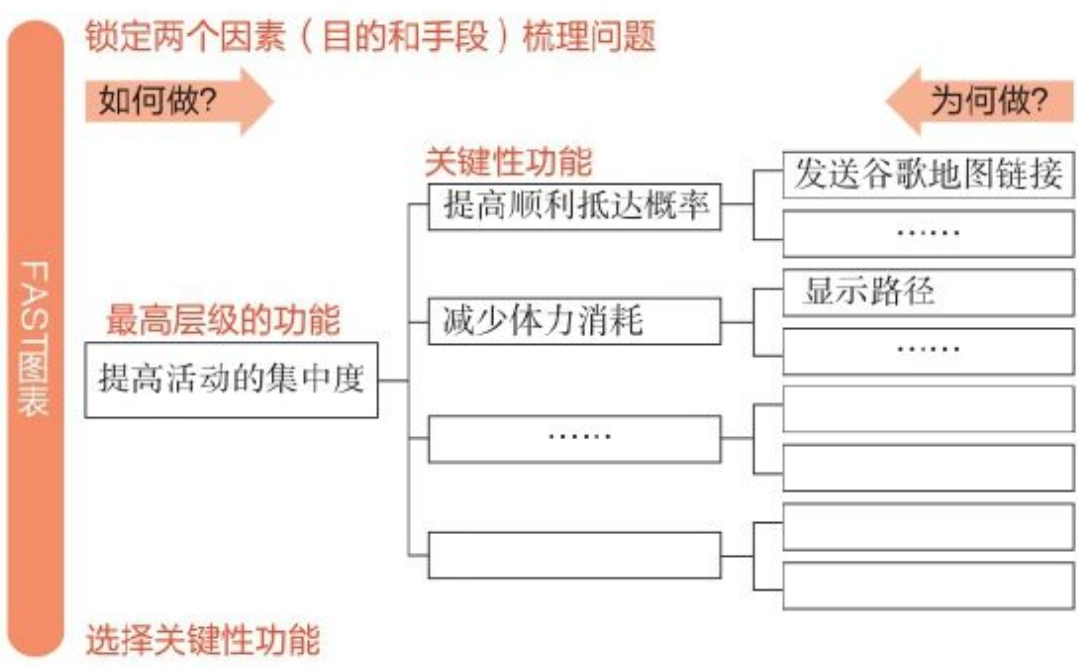 锁定两个因素（目的和手段）梳理问题
如何做?
为何做?
FAST图表
关键性功能
发送谷歌地图链接
提高顺利抵达概率
······
显示路径
最高层级的功能
减少体力消耗
······
提高活动的集中度
······
选择关键性功能